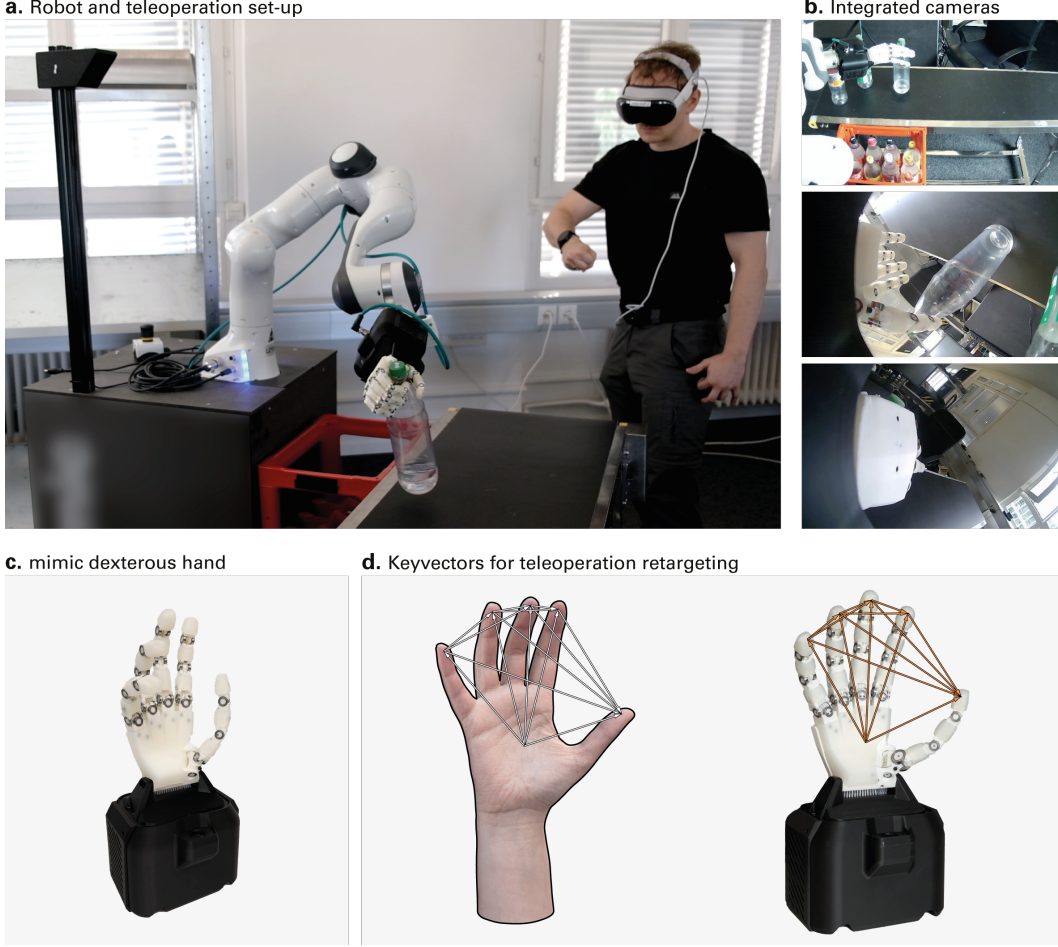 a. Robot and teleoperation set-up
b. Integrated cameras
c. mimic dexterous hand
d. Keyvectors for teleoperation retargeting